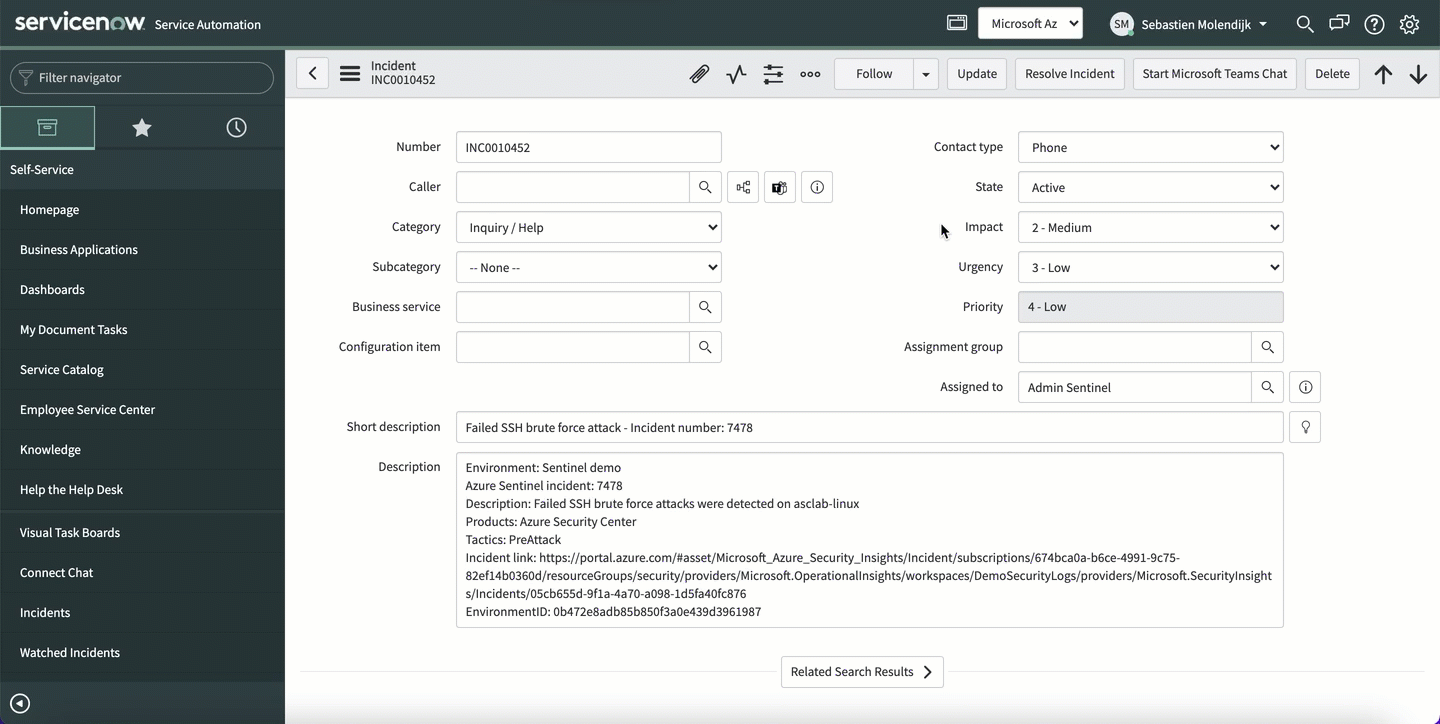 servicenow Service Automation
Microsoft Az
SM Sebastien Molendijk
Filter navigator
Incident
INC0010452
Follow
Update
Resolve Incident
Start Microsoft Teams Chat
Delete
Self-Service
Homepage
Business Applications
Dashboards
My Document Tasks
Service Catalog
Employee Service Center
Knowledge
Help the Help Desk
Visual Task Boards
Connect Chat
Incidents
Watched Incidents
Number INC0010452
Caller
Category Inquiry / Help
Subcategory -- None --
Business service
Configuration item
Contact type Phone
State Active
Impact 2 - Medium
Urgency 3 - Low
Priority 4 - Low
Assignment group
Assigned to Admin Sentinel
Short description Failed SSH brute force attack - Incident number: 7478
Description Environment: Sentinel demo
Azure Sentinel incident: 7478
Description: Failed SSH brute force attacks were detected on asclab-linux
Products: Azure Security Center
Tactics: PreAttack
Incident link: https://portal.azure.com/#asset/Microsoft_Azure_Security_Insights/Incident/subscriptions/674bca0a-b6ce-4991-9c75-
82ef14b0360d/resourceGroups/security/providers/Microsoft.OperationalInsights/workspaces/DemoSecurityLogs/providers/Microsoft.SecurityInsight
s/Incidents/05cb655d-9f1a-4a70-a098-1d5fa40fc876
EnvironmentID: 0b472e8adb85b850f3a0e439d3961987
Related Search Results